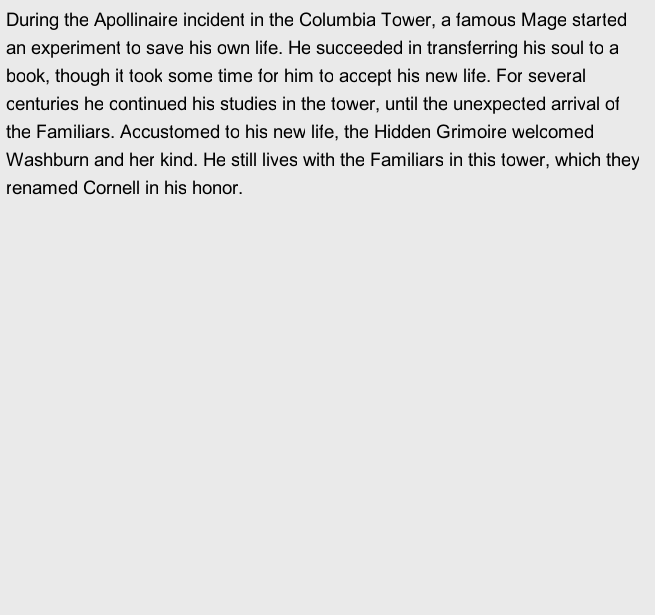 During the Apollinaire incident in the Columbia Tower, a famous Mage started
an experiment to save his own life. He succeeded in transferring his soul to a
book, though it took some time for him to accept his new life. For several
centuries he continued his studies in the tower, until the unexpected arrival of
the Familiars. Accustomed to his new life, the Hidden Grimoire welcomed
Washburn and her kind. He still lives with the Familiars in this tower, which they
renamed Cornell in his honor.